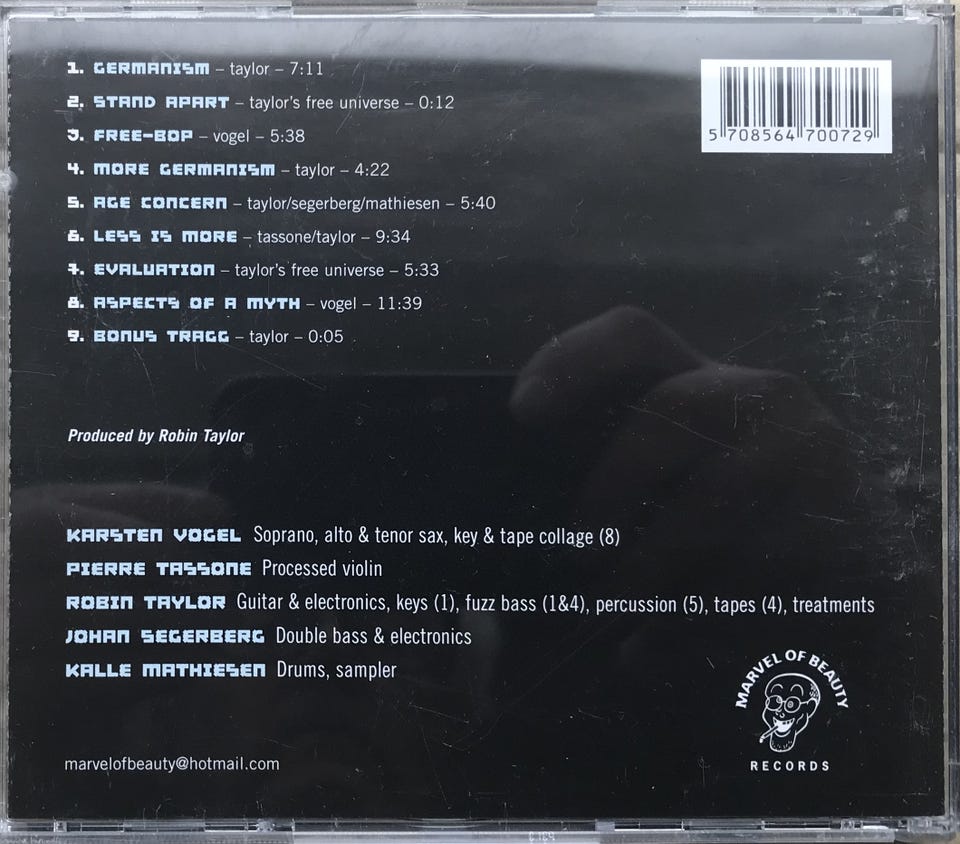 1. GERMANISM – taylor – 7:11
2. STAND APART – taylor's free universe – 0:12
3. FREE-BOP – vogel – 5:38
4. MORE GERMANISM – taylor – 4:22
5. AGE CONCERN – taylor/segerberg/mathiesen – 5:40
6. LESS IS MORE – tassone/taylor – 9:34
7. EVALUATION – taylor's free universe – 5:33
8. ASPECTS OF A MYTH – vogel – 11:39
9. BONUS TRAGG – taylor – 0:05
5 708564 700729
Produced by Robin Taylor
KARSTEN VOGEL Soprano, alto & tenor sax, key & tape collage (8)
PIERRE TASSONE Processed violin
ROBIN TAYLOR Guitar & electronics, keys (1), fuzz bass (1&4), percussion (5), tapes (4), treatments
JOHAN SEGERBERG Double bass & electronics
KALLE MATHIESEN Drums, sampler
marvelofbeauty@hotmail.com
MARVEL OF BEAUTY
RECORDS